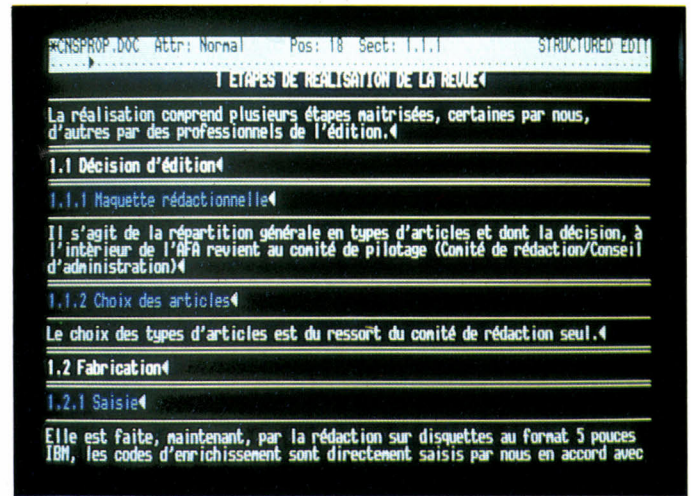 *CNSPROP.DOC Attr: Normal Pos: 18 Sect: 1.1.1 STRUCTURED EDIT
1 ETAPES DE REALISATION DE LA REVUE
La réalisation comprend plusieurs étapes maitrisées, certaines par nous,
d'autres par des professionnels de l'édition.
1.1 Décision d'édition
1.1.1 Maquette rédactionnelle
Il s'agit de la répartition générale en types d'articles et dont la décision, à
l'intèrieur de l'AFA revient au comité de pilotage (Comité de rédaction/Conseil
d'administration)
1.1.2 Choix des articles
Le choix des types d'articles est du ressort du comité de rédaction seul.
1.2 Fabrication
1.2.1 Saisie
Elle est faite, maintenant, par la rédaction sur disquettes au format 5 pouces
IBM, les codes d'enrichissement sont directement saisis par nous en accord avec